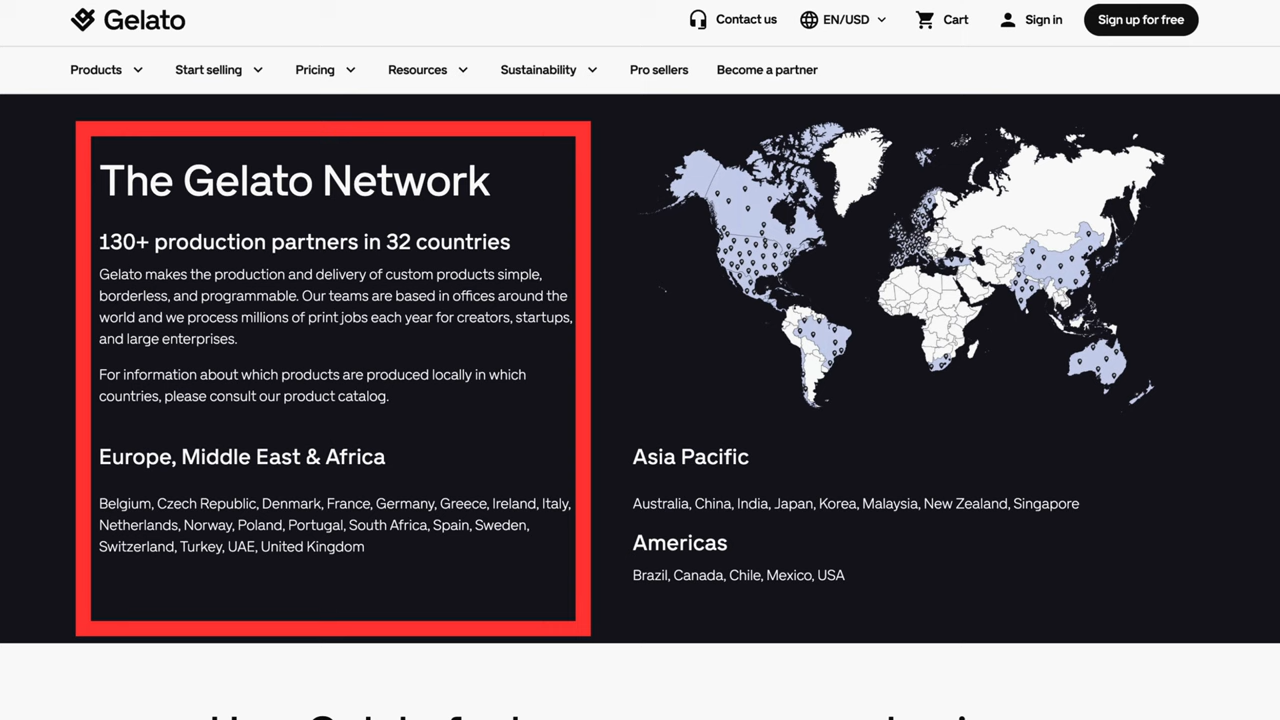 Gelato
Contact us
EN/USD
Cart
Sign in
Sign up for free
Products
Start selling
Pricing
Resources
Sustainability
Pro sellers
Become a partner
The Gelato Network
130+ production partners in 32 countries
Gelato makes the production and delivery of custom products simple,
borderless, and programmable. Our teams are based in offices around the
world and we process millions of print jobs each year for creators, startups,
and large enterprises.
For information about which products are produced locally in which
countries, please consult our product catalog.
Europe, Middle East & Africa
Belgium, Czech Republic, Denmark, France, Germany, Greece, Ireland, Italy,
Netherlands, Norway, Poland, Portugal, South Africa, Spain, Sweden,
Switzerland, Turkey, UAE, United Kingdom
Asia Pacific
Australia, China, India, Japan, Korea, Malaysia, New Zealand, Singapore
Americas
Brazil, Canada, Chile, Mexico, USA